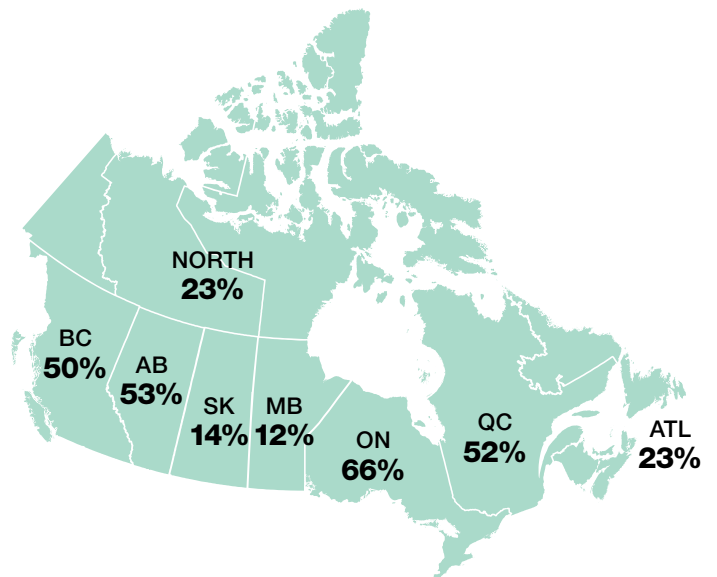 NORTH
23%
BC
50%
AB
53%
SK
14%
MB
12%
ON
66%
QC
52%
ATL
23%